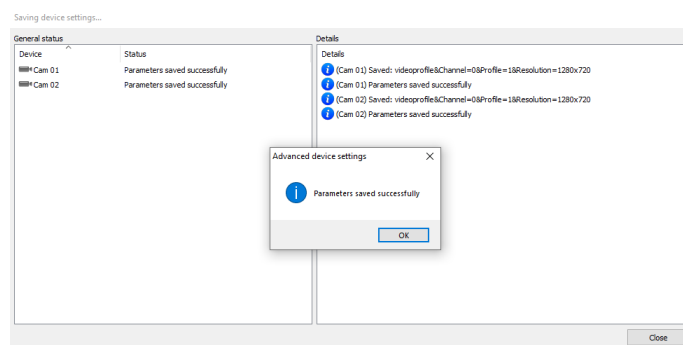 Saving device settings...
General status
Device Status
Cam 01 Parameters saved successfully
Cam 02 Parameters saved successfully
Details
Details
(Cam 01) Saved: videoprofile&Channel=0&Profile=1&Resolution=1280x720
(Cam 01) Parameters saved successfully
(Cam 02) Saved: videoprofile&Channel=0&Profile=1&Resolution=1280x720
(Cam 02) Parameters saved successfully
Advanced device settings
Parameters saved successfully
OK
Close